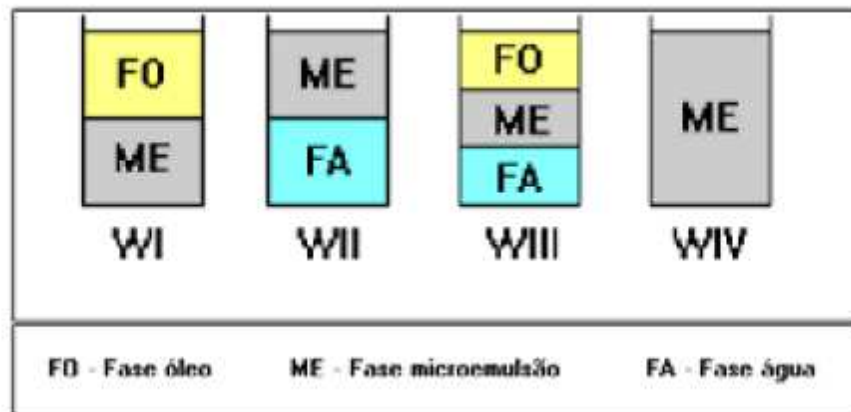 FO ME FO ME
ME FA ME
FA
WI WII WIII WIV
FO - Fase óleo ME - Fase microemulsão FA - Fase água